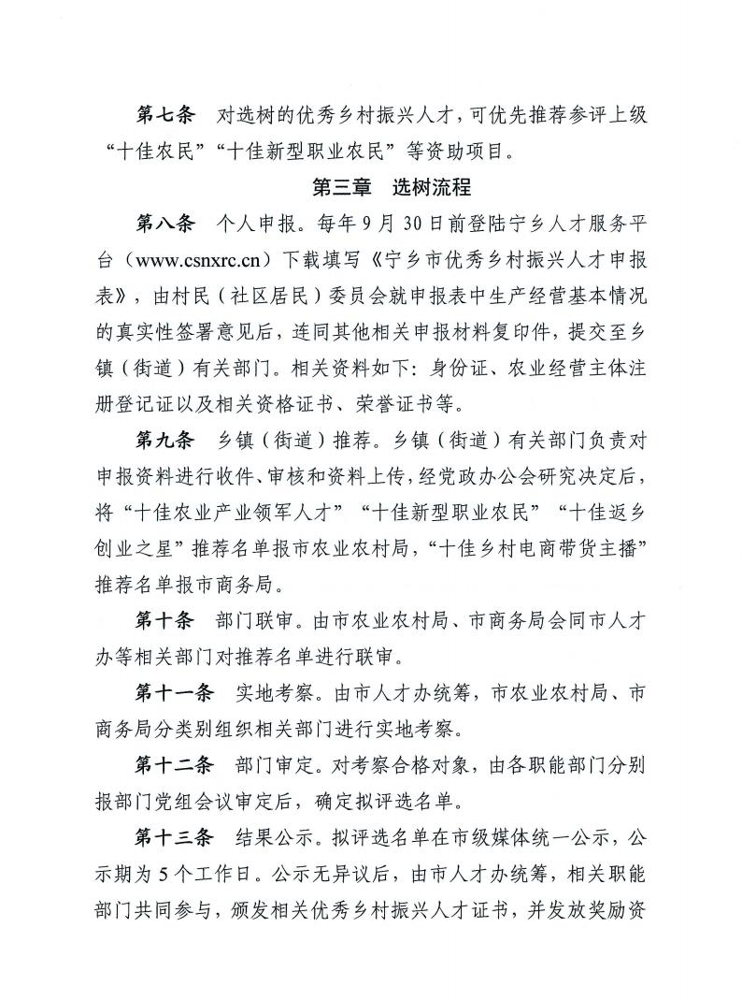 第七条　对选树的优秀乡村振兴人才，可优先推荐参评上级
“十佳农民”“十佳新型职业农民”等资助项目。
第三章　选树流程
第八条　个人申报。每年 9 月 30 日前登陆宁乡人才服务平
台（www.csnxrc.cn）下载填写《宁乡市优秀乡村振兴人才申报
表》，由村民（社区居民）委员会就申报表中生产经营基本情况
的真实性签署意见后，连同其他相关申报材料复印件，提交至乡
镇（街道）有关部门。相关资料如下：身份证、农业经营主体注
册登记证以及相关资格证书、荣誉证书等。
第九条　乡镇（街道）推荐。乡镇（街道）有关部门负责对
申报资料进行收件、审核和资料上传，经党政办公会研究决定后，
将“十佳农业产业领军人才”“十佳新型职业农民”“十佳返乡
创业之星”推荐名单报市农业农村局，“十佳乡村电商带货主播”
推荐名单报市商务局。
第十条　部门联审。由市农业农村局、市商务局会同市人才
办等相关部门对推荐名单进行联审。
第十一条　实地考察。由市人才办统筹，市农业农村局、市
商务局分类别组织相关部门进行实地考察。
第十二条　部门审定。对考察合格对象，由各职能部门分别
报部门党组会议审定后，确定拟评选名单。
第十三条　结果公示。拟评选名单在市级媒体统一公示，公
示期为 5 个工作日。公示无异议后，由市人才办统筹，相关职能
部门共同参与，颁发相关优秀乡村振兴人才证书，并发放奖励资